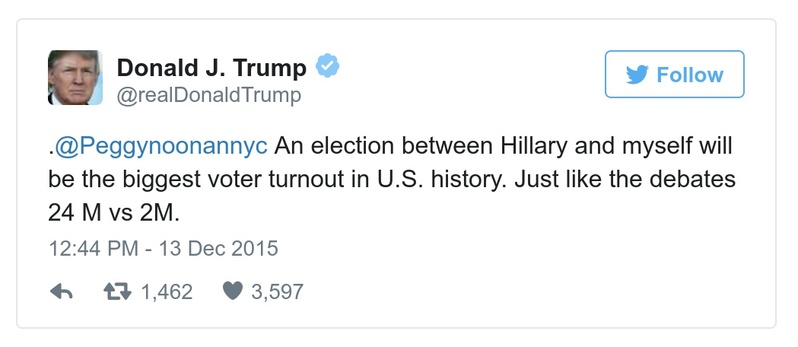 Donald J. Trump
@realDonaldTrump
Follow
.@Peggynoonannyc An election between Hillary and myself will
be the biggest voter turnout in U.S. history. Just like the debates
24 M vs 2M.
12:44 PM - 13 Dec 2015
1,462 3,597